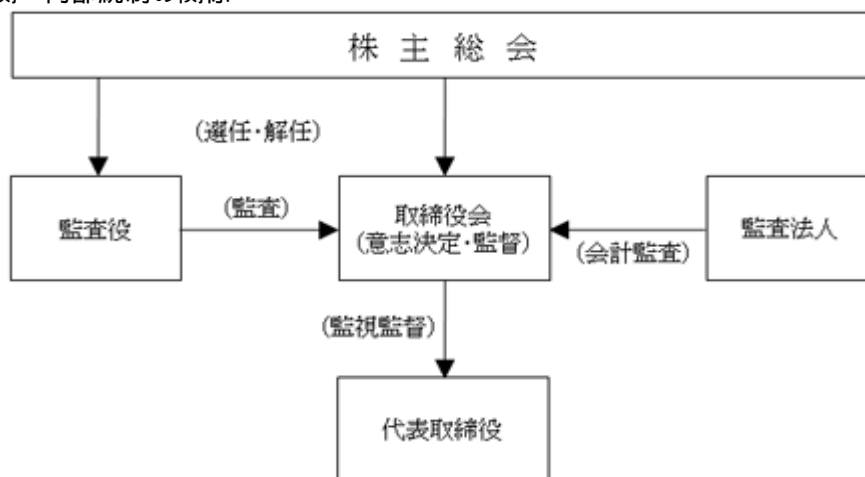 株主総会
(選任・解任)
監査役
(監査)
取締役会
(意志決定・監督)
(会計監査)
監査法人
(監視監督)
代表取締役